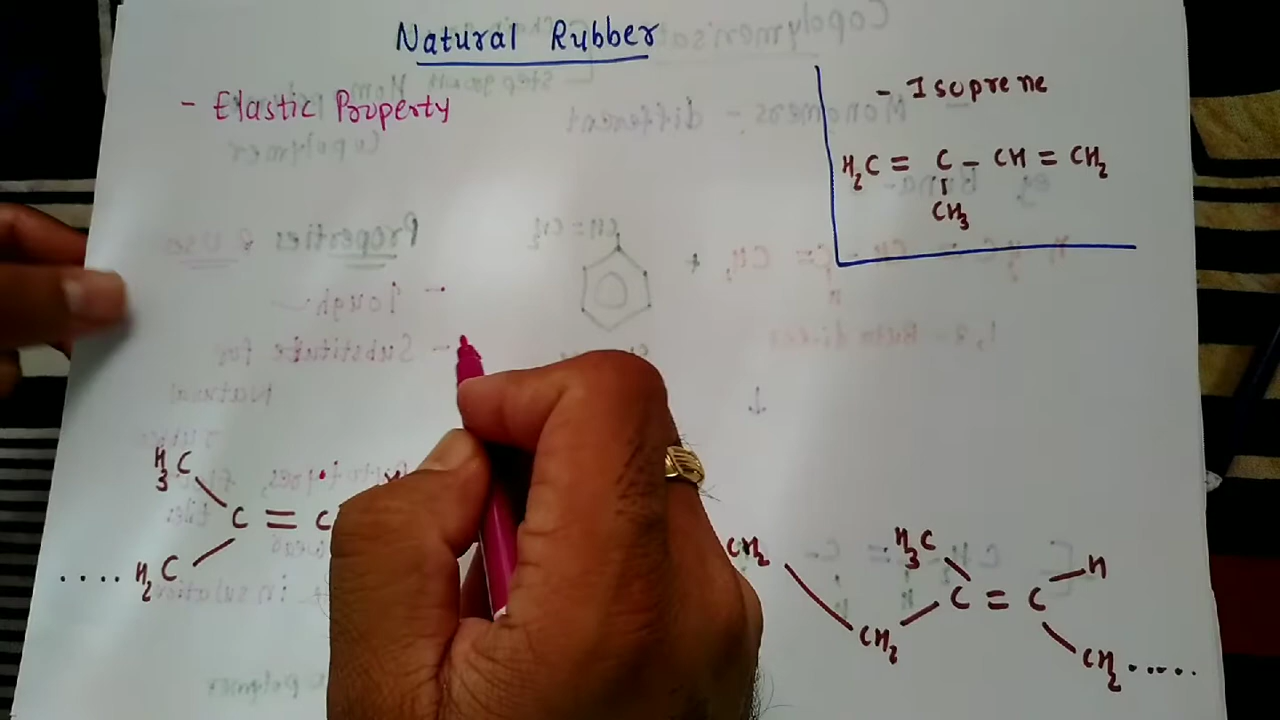 Natural Rubber
- Elastic Property
- Isoprene
H₂C = C - CH = CH₂
CH₃
H₃C
C = C
.... H₂C
CH₂
H₃C
H
C = C
CH₂
CH₂ .....